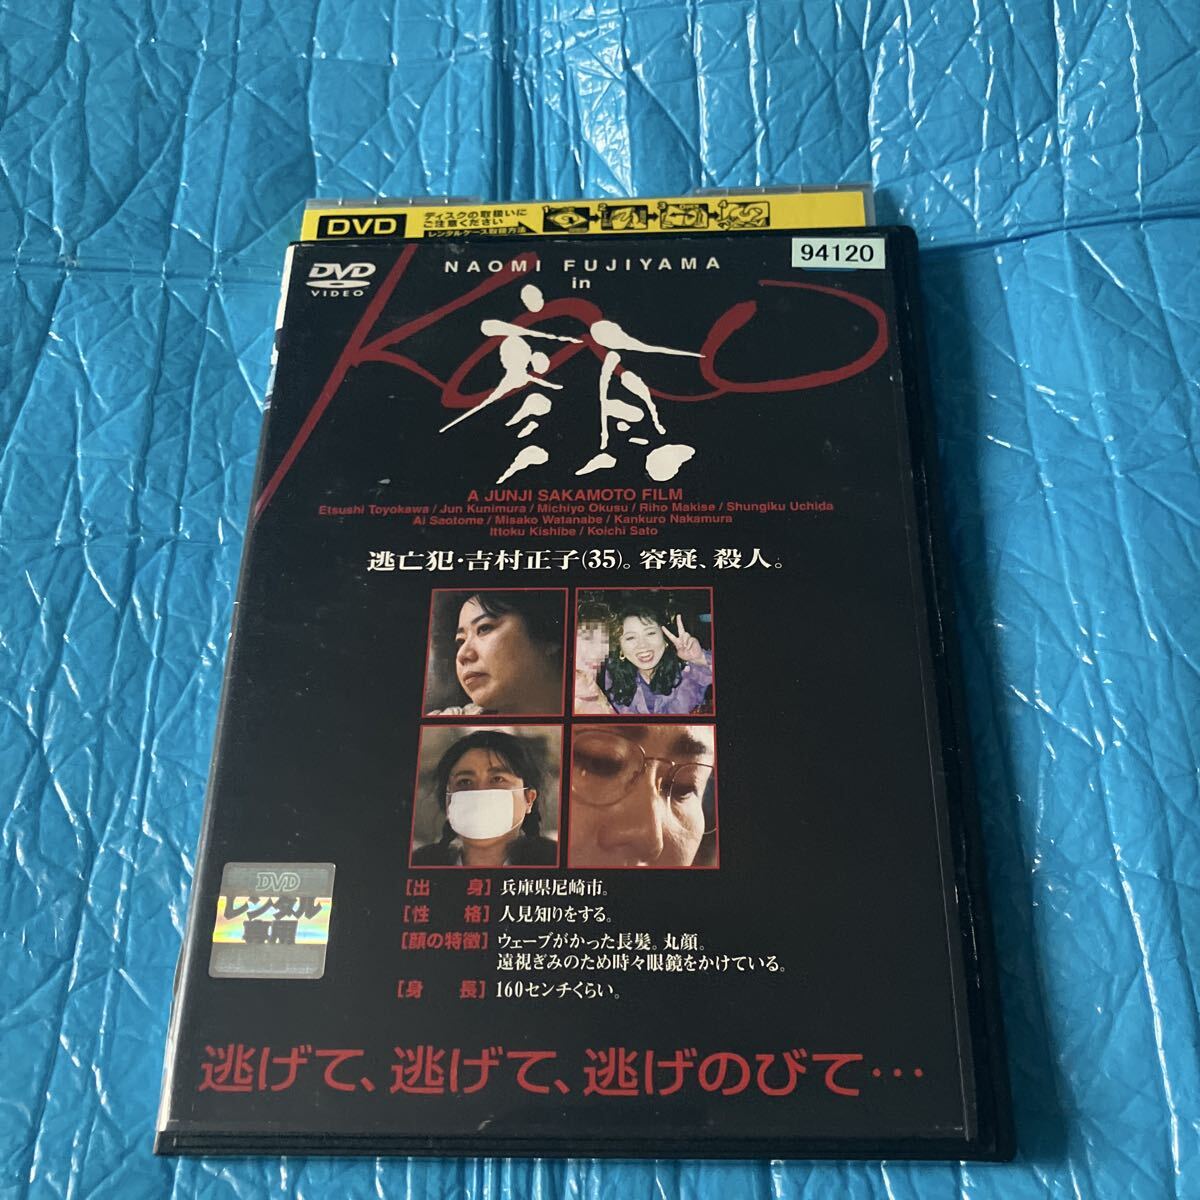 DVD
ディスクの取扱いに
ご注意ください
レンタルケース取扱方法
1 2 3 4
94120
DVD
VIDEO
NAOMI FUJIYAMA
in
KAO
顔
A JUNJI SAKAMOTO FILM
Etsushi Toyokawa / Jun Kunimura / Michiyo Okusu / Riho Makise / Shungiku Uchida
Ai Saotome / Misako Watanabe / Kankuro Nakamura
Ittoku Kishibe / Koichi Sato
逃亡犯・吉村正子(35)。容疑、殺人。
[出 身] 兵庫県尼崎市。
[性 格] 人見知りをする。
[顔の特徴] ウェーブがかった長髪。丸顔。
遠視ぎみのため時々眼鏡をかけている。
[身 長] 160センチくらい。
DVD
レンタル
専用
逃げて、逃げて、逃げのびて…